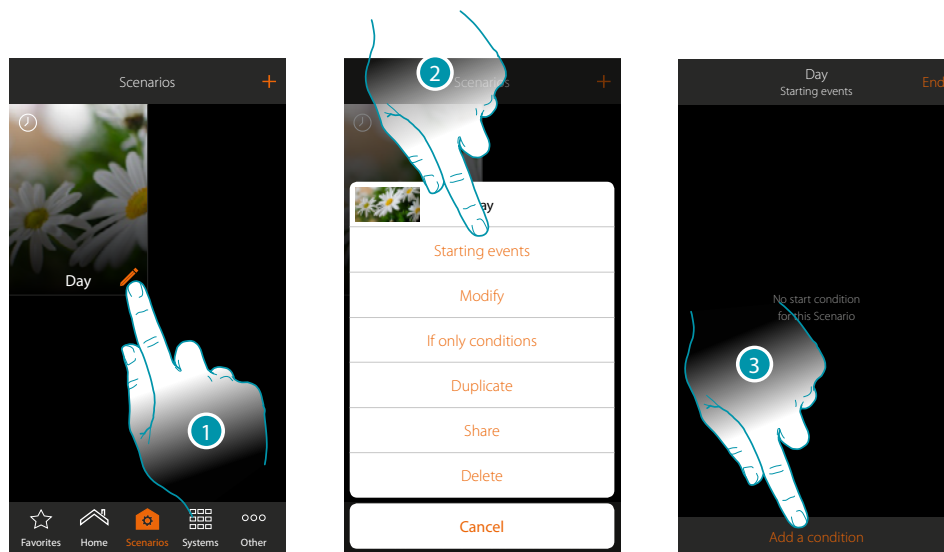 Scenarios +
Day
1
Favorites Home Scenarios Systems Other
2
Scenarios +
Day
Starting events
Modify
If only conditions
Duplicate
Share
Delete
Cancel
Day
Starting events
End
No start condition
for this Scenario
3
Add a condition